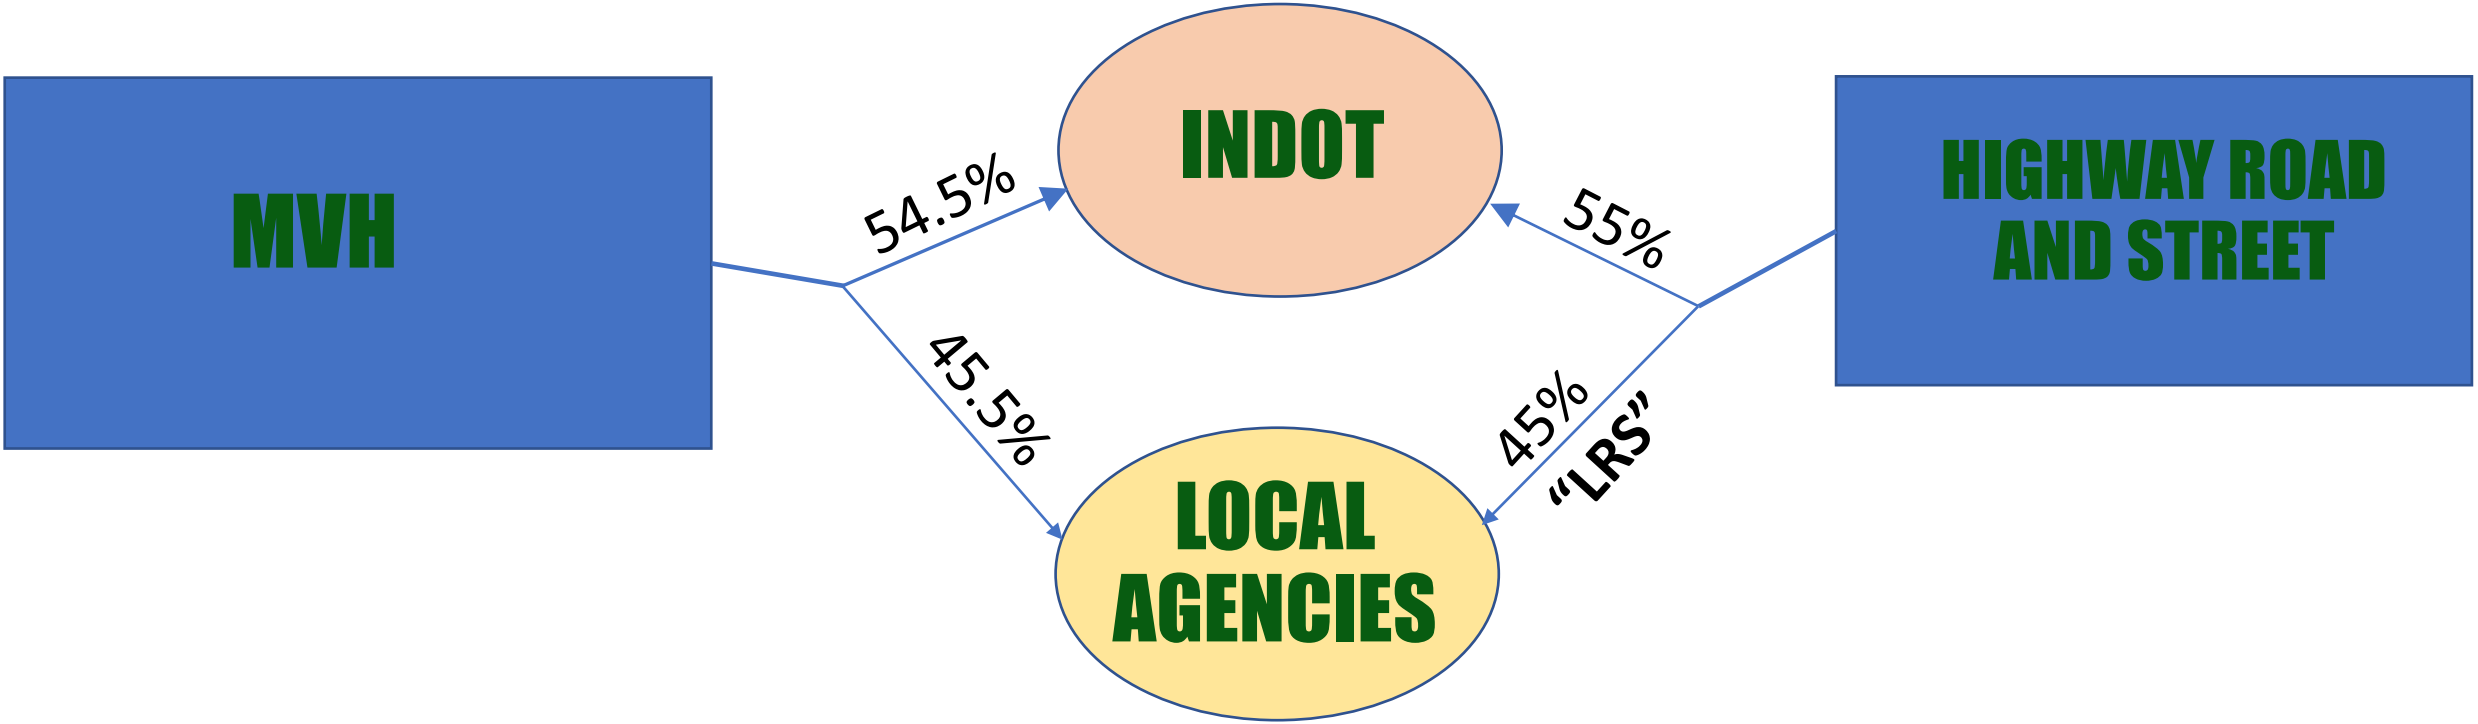 MVH
54.5%
45.5%
INDOT
LOCAL
AGENCIES
55%
45%
“LRS”
HIGHWAY ROAD
AND STREET